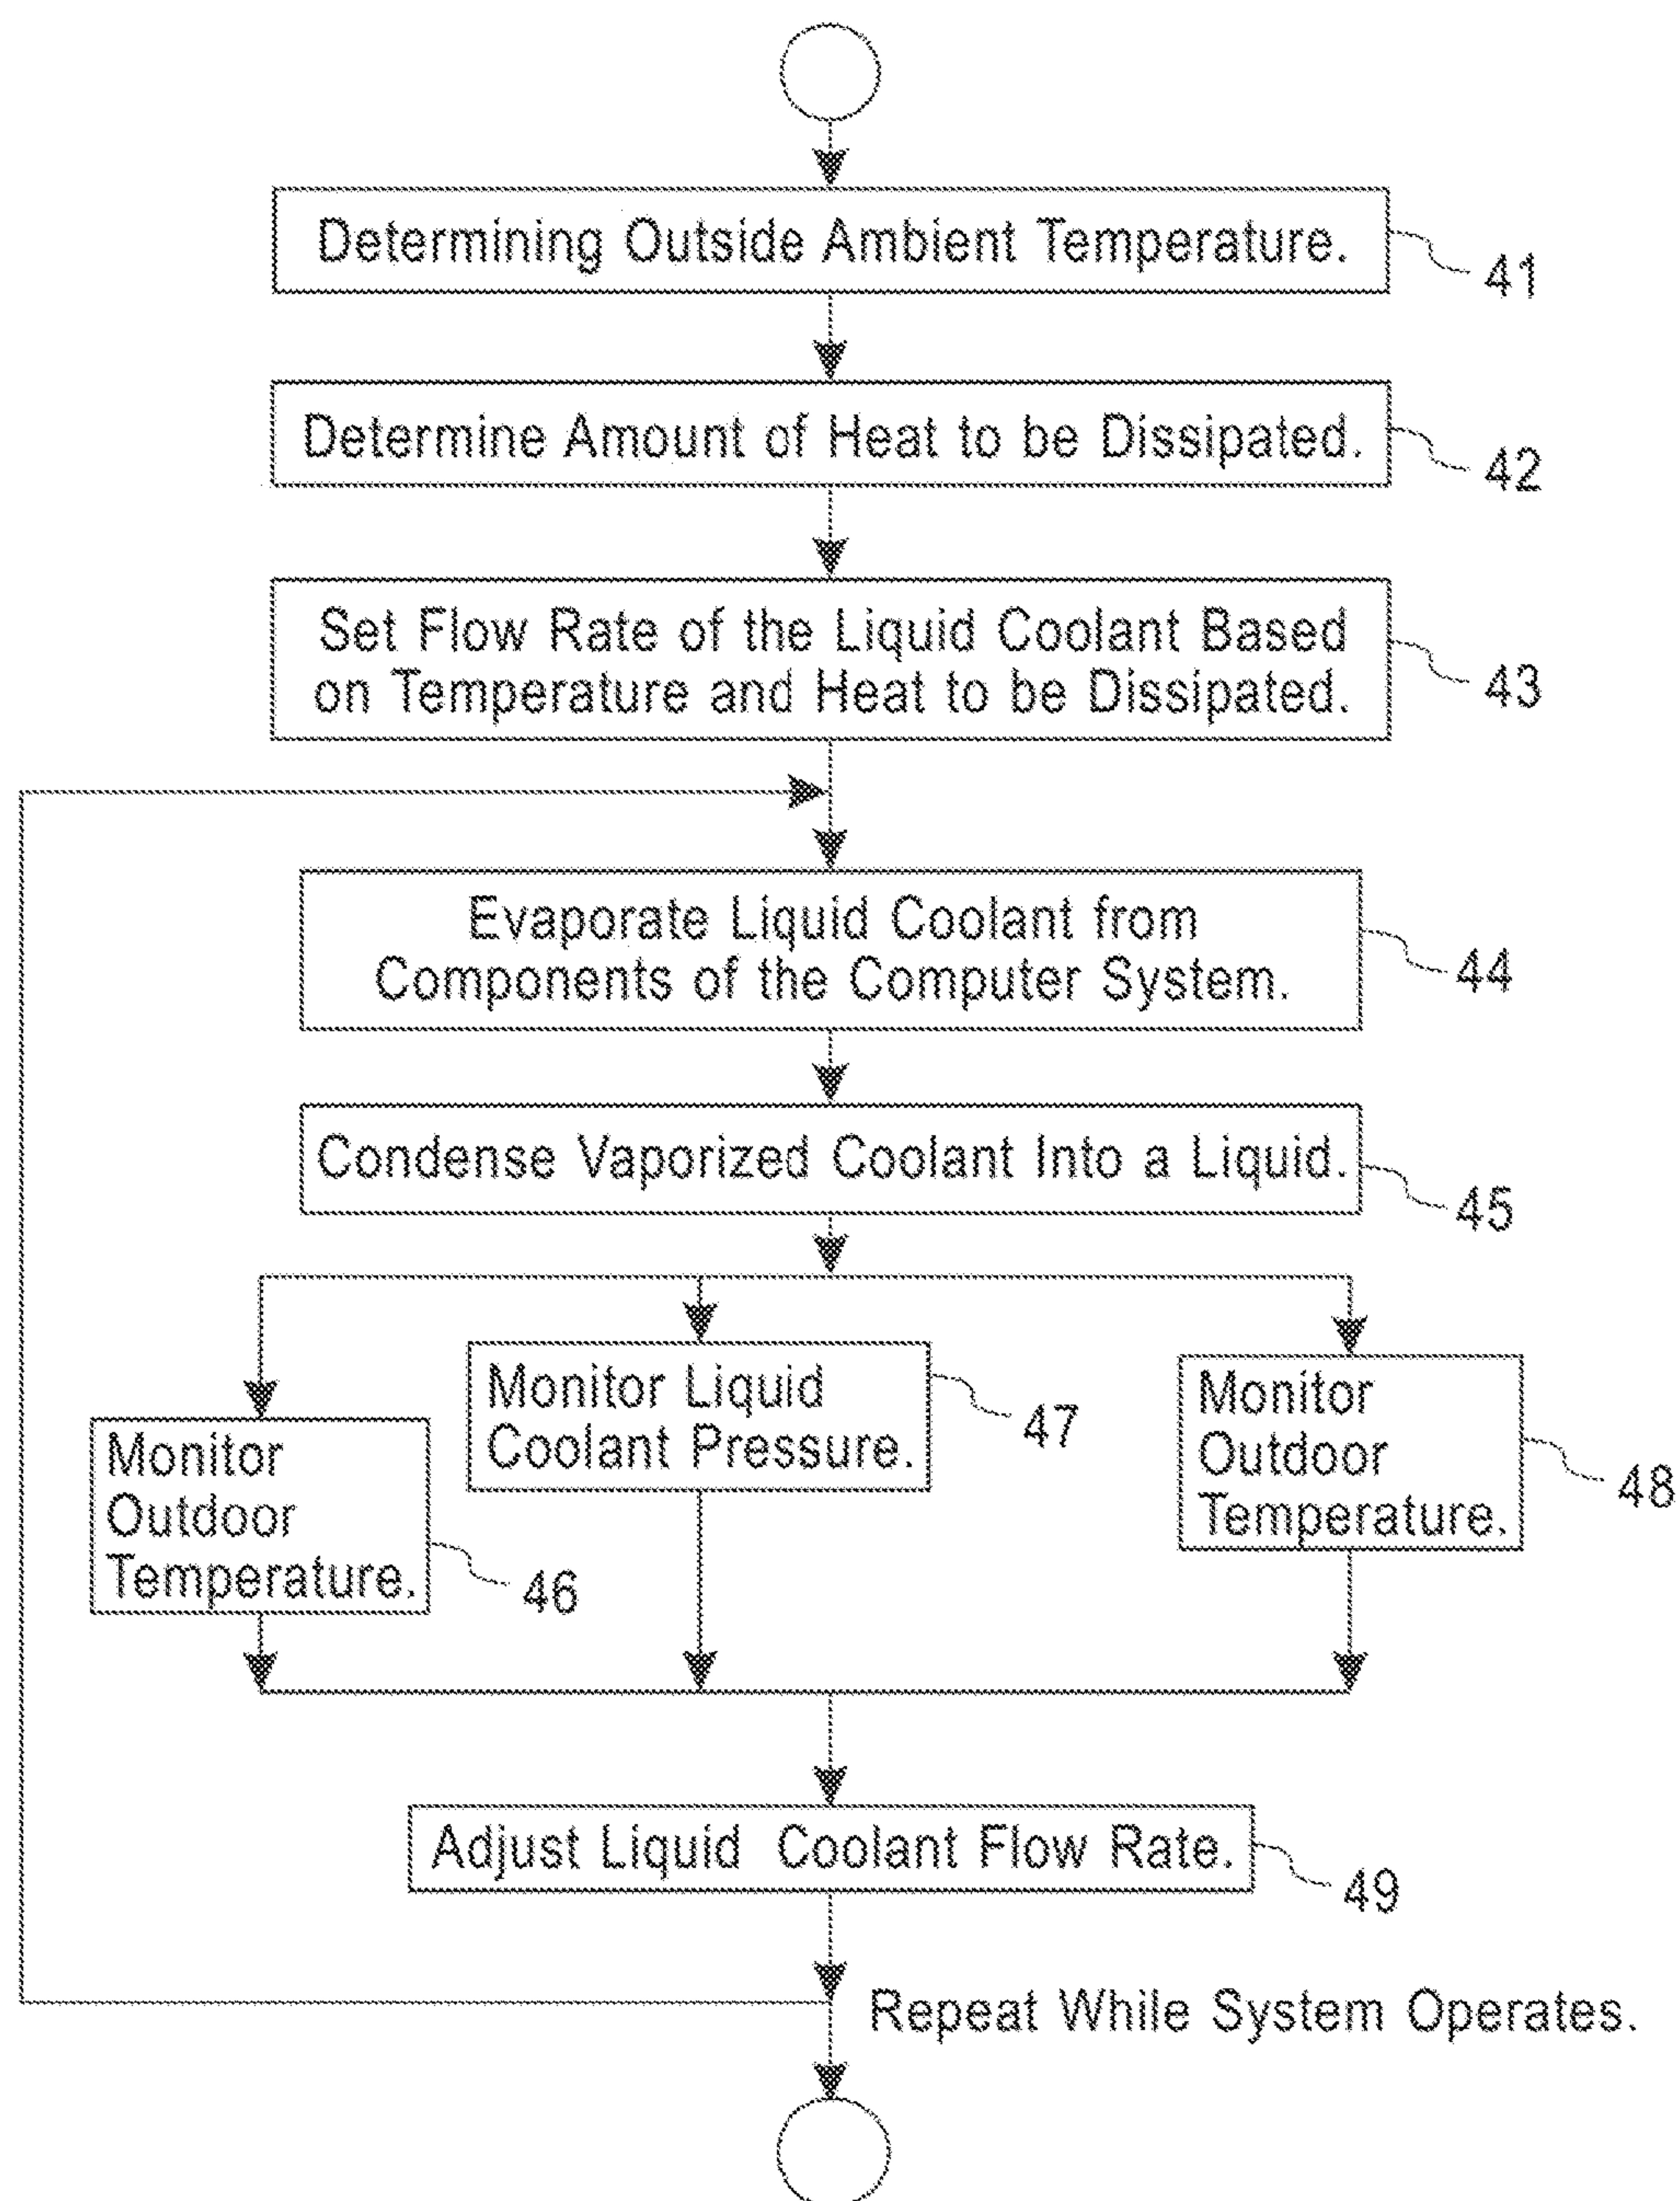 Determining Outside Ambient Temperature.
41
Determine Amount of Heat to be Dissipated.
42
Set Flow Rate of the Liquid Coolant Based
on Temperature and Heat to be Dissipated.
43
Evaporate Liquid Coolant from
Components of the Computer System.
44
Condense Vaporized Coolant Into a Liquid.
45
Monitor
Outdoor
Temperature.
46
Monitor Liquid
Coolant Pressure.
47
Monitor
Outdoor
Temperature.
48
Adjust Liquid Coolant Flow Rate.
49
Repeat While System Operates.